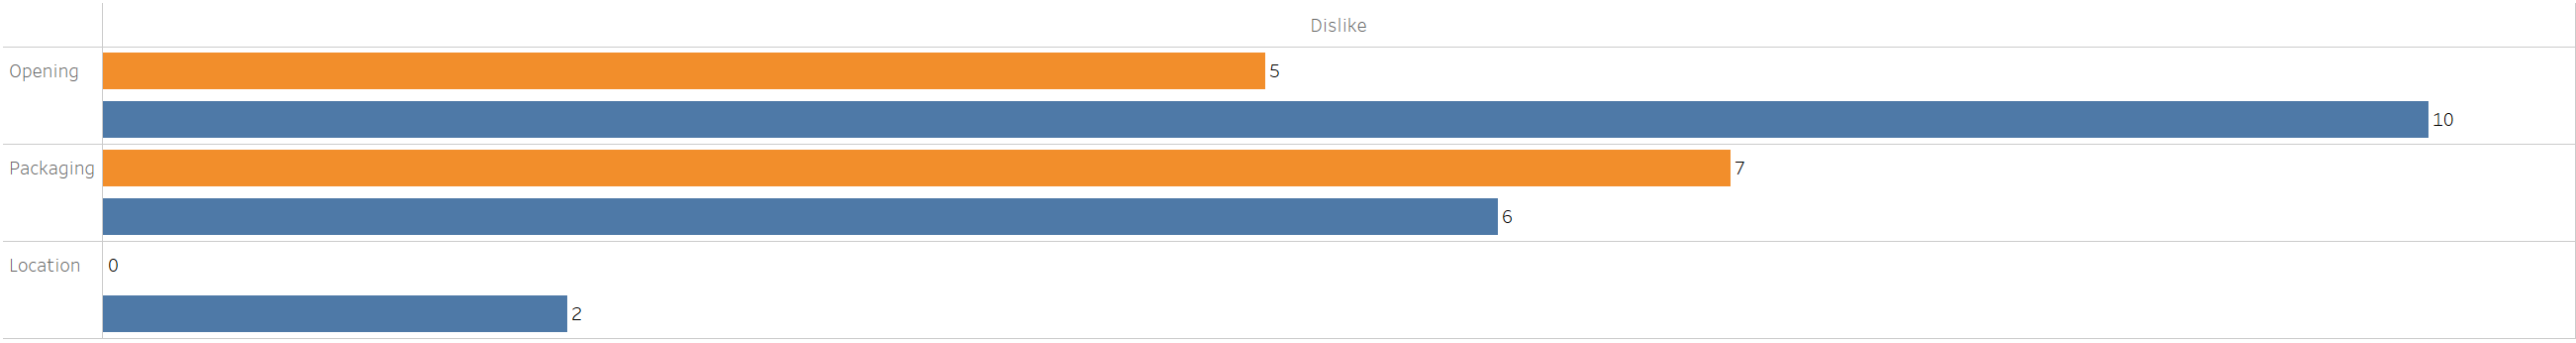 Dislike
Opening 5
10
Packaging 7
6
Location 0
2